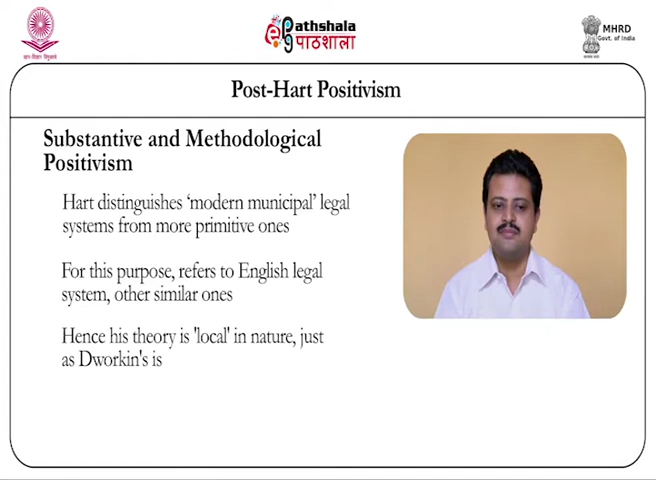 Pathshala
पाठशाला
MHRD
Govt. of India
Post-Hart Positivism
Substantive and Methodological
Positivism
Hart distinguishes ‘modern municipal’ legal
systems from more primitive ones
For this purpose, refers to English legal
system, other similar ones
Hence his theory is 'local' in nature, just
as Dworkin's is